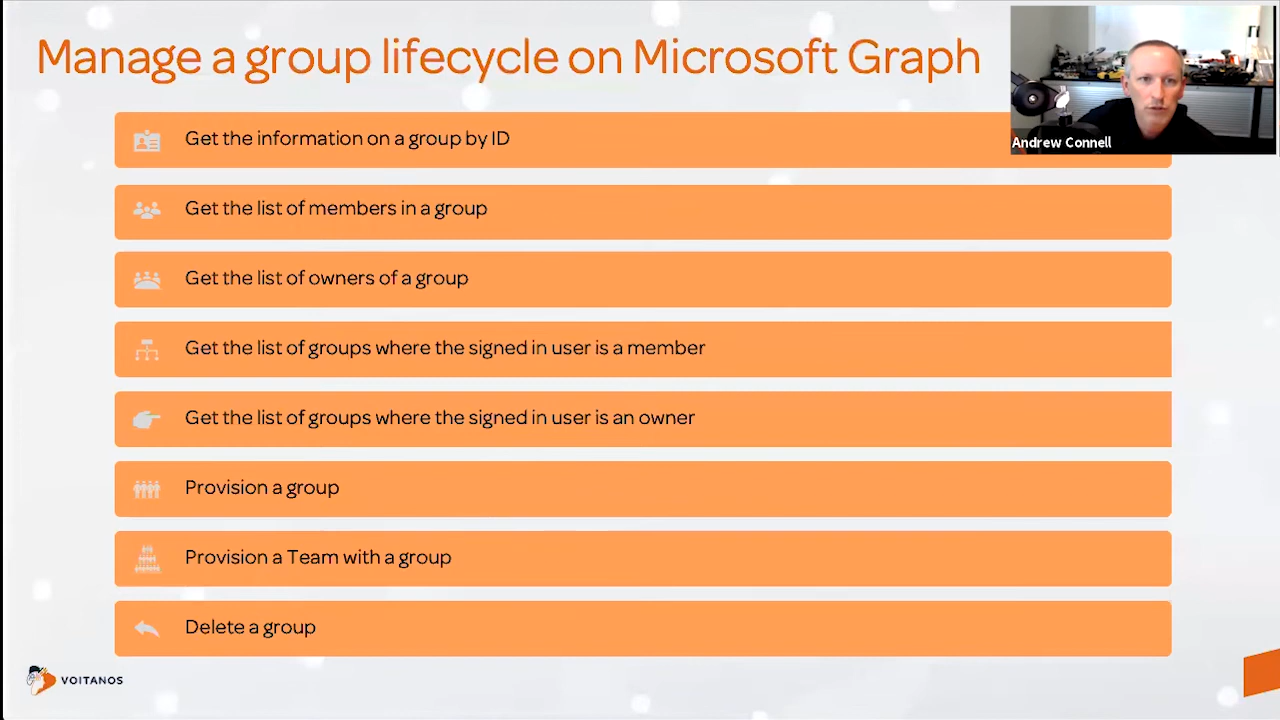 Manage a group lifecycle on Microsoft Graph
Andrew Connell
Get the information on a group by ID
Get the list of members in a group
Get the list of owners of a group
Get the list of groups where the signed in user is a member
Get the list of groups where the signed in user is an owner
Provision a group
Provision a Team with a group
Delete a group
VOITANOS